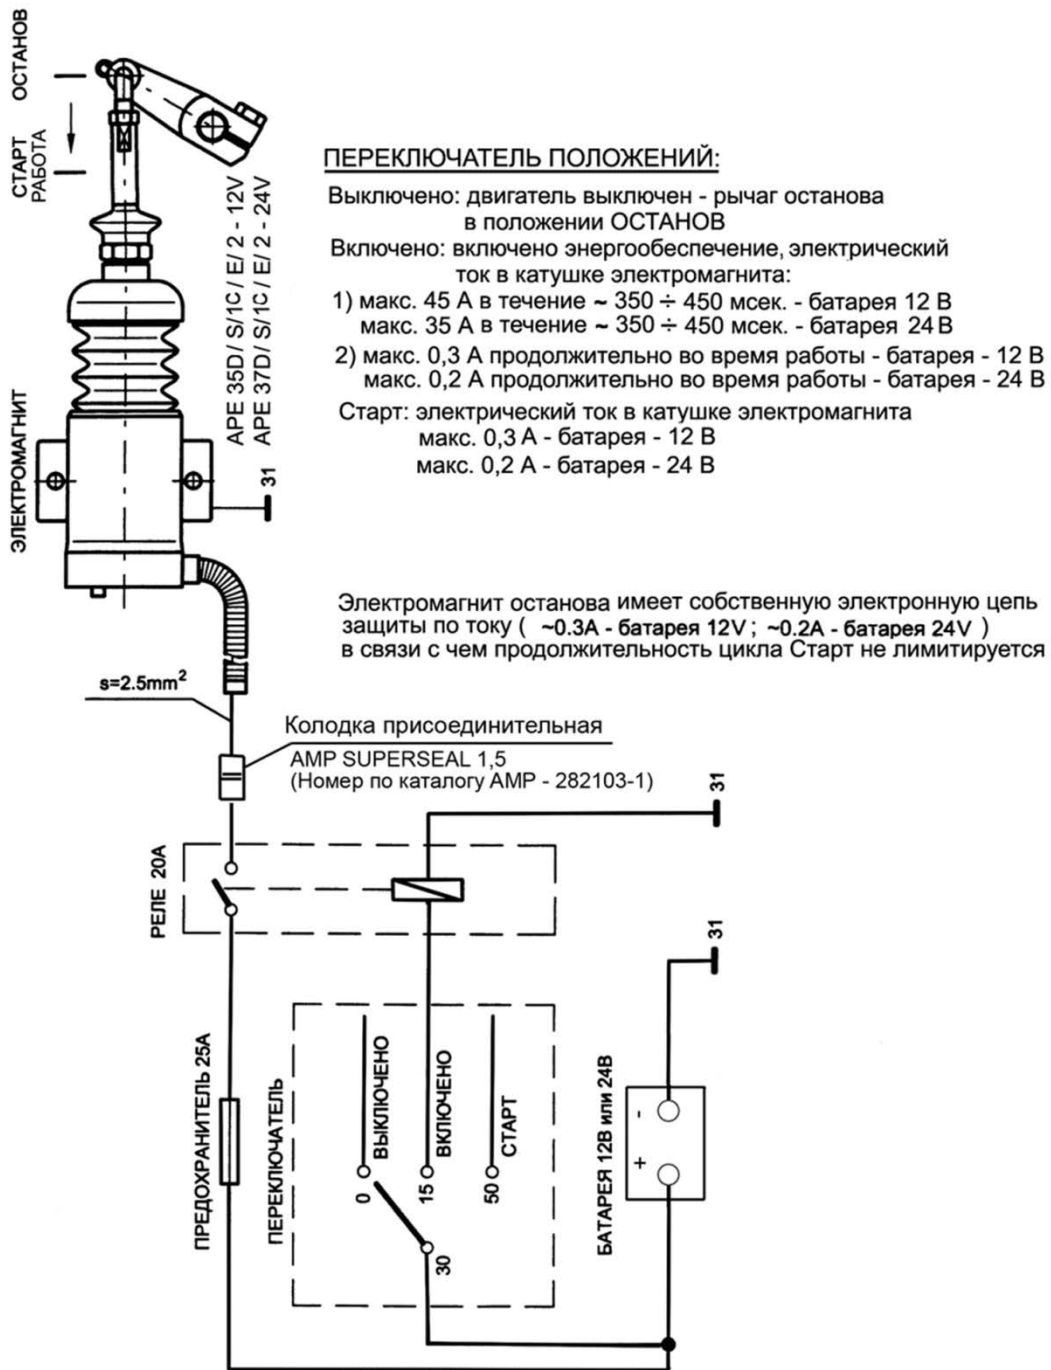 ОСТАНОВ
СТАРТ
РАБОТА
APE 35D/ S/1C / E/ 2 - 12V
APE 37D/ S/1C / E/ 2 - 24V
ЭЛЕКТРОМАГНИТ
31
ПЕРЕКЛЮЧАТЕЛЬ ПОЛОЖЕНИЙ:
Выключено: двигатель выключен - рычаг останова
в положении ОСТАНОВ
Включено: включено энергообеспечение, электрический
ток в катушке электромагнита:
1) макс. 45 А в течение ~ 350 ÷ 450 мсек. - батарея 12 В
макс. 35 А в течение ~ 350 ÷ 450 мсек. - батарея 24 В
2) макс. 0,3 А продолжительно во время работы - батарея - 12 В
макс. 0,2 А продолжительно во время работы - батарея - 24 В
Старт: электрический ток в катушке электромагнита
макс. 0,3 А - батарея - 12 В
макс. 0,2 А - батарея - 24 В
Электромагнит останова имеет собственную электронную цепь
защиты по току ( ~0.3A - батарея 12V ; ~0.2A - батарея 24V )
в связи с чем продолжительность цикла Старт не лимитируется
s=2.5mm²
Колодка присоединительная
AMP SUPERSEAL 1,5
(Номер по каталогу AMP - 282103-1)
31
РЕЛЕ 20А
31
ПРЕДОХРАНИТЕЛЬ 25А
ПЕРЕКЛЮЧАТЕЛЬ
ВЫКЛЮЧЕНО
ВКЛЮЧЕНО
СТАРТ
0
15
50
30
БАТАРЕЯ 12В или 24В
-
+